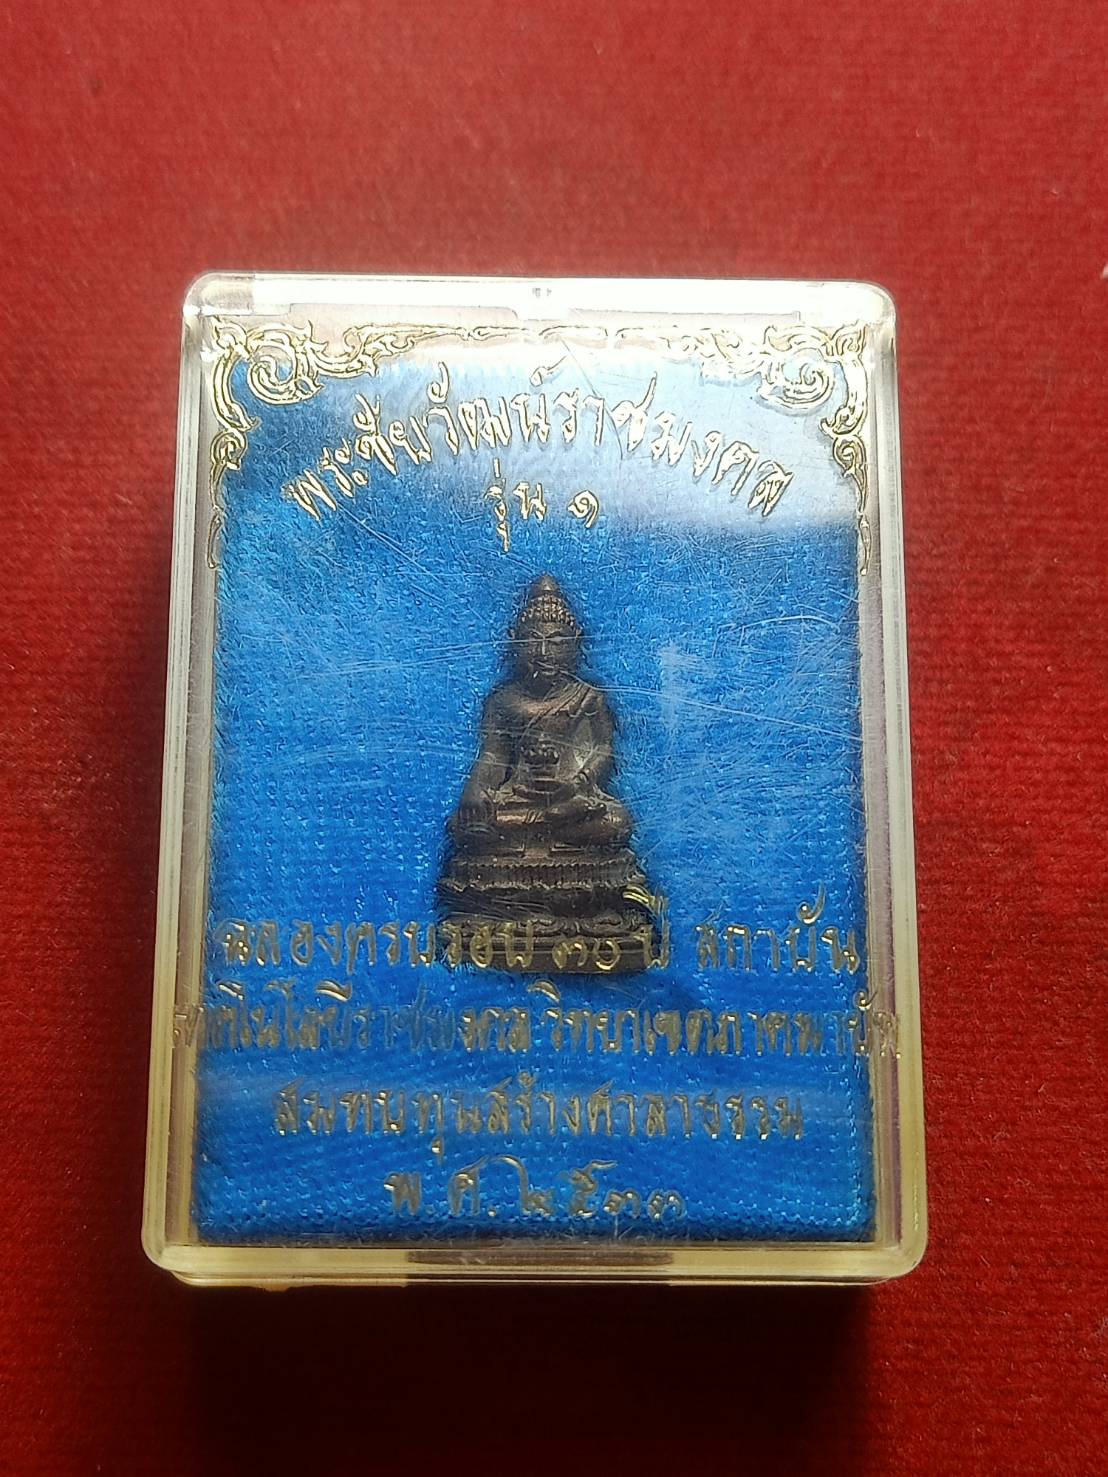 พระชัยวัฒน์ราชมงคล
รุ่น ๑
ฉลองครบรอบ ๓๐ ปี สถาบัน
เทคโนโลยีราชมงคล วิทยาเขตภาคพายัพ
สมทบทุนสร้างศาลาธรรม
พ.ศ. ๒๕๓๓